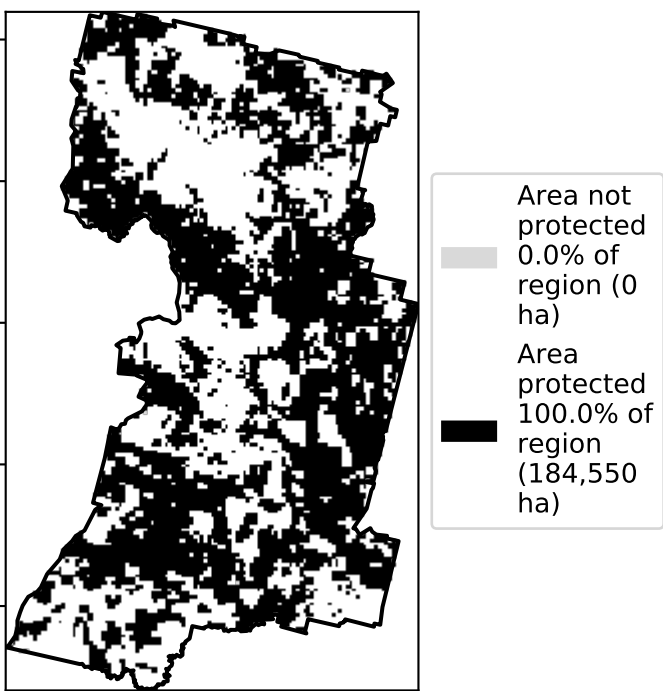 Area not
protected
0.0% of
region (0
ha)
Area
protected
100.0% of
region
(184,550
ha)